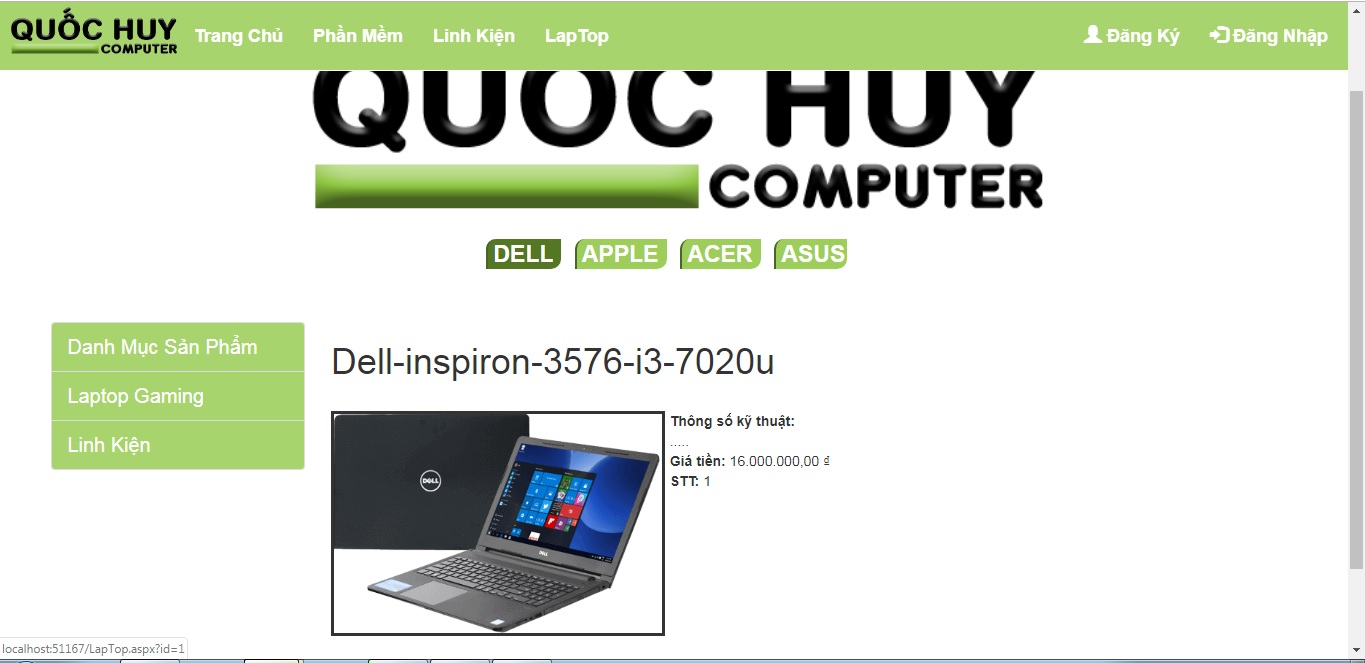 QUỐC HUY
COMPUTER
Trang Chủ
Phần Mềm
Linh Kiện
LapTop
Đăng Ký
Đăng Nhập
QUOC HUY
COMPUTER
DELL
APPLE
ACER
ASUS
Danh Mục Sản Phẩm
Laptop Gaming
Linh Kiện
Dell-inspiron-3576-i3-7020u
DELL
DELL
Thông số kỹ thuật:
.....
Giá tiền: 16.000.000,00 ₫
STT: 1
localhost:51167/LapTop.aspx?id=1